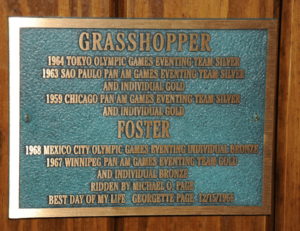 GRASSHOPPER
1964 TOKYO OLYMPIC GAMES EVENTING TEAM SILVER
1963 SAO PAULO PAN AM GAMES EVENTING TEAM SILVER
AND INDIVIDUAL GOLD
1959 CHICAGO PAN AM GAMES EVENTING TEAM SILVER
AND INDIVIDUAL GOLD
FOSTER
1968 MEXICO CITY OLYMPIC GAMES EVENTING INDIVIDUAL BRONZE
1967 WINNIPEG PAN AM GAMES EVENTING TEAM GOLD
AND INDIVIDUAL BRONZE
RIDDEN BY MICHAEL O. PAGE
BEST DAY OF MY LIFE GEORGETTE PAGE